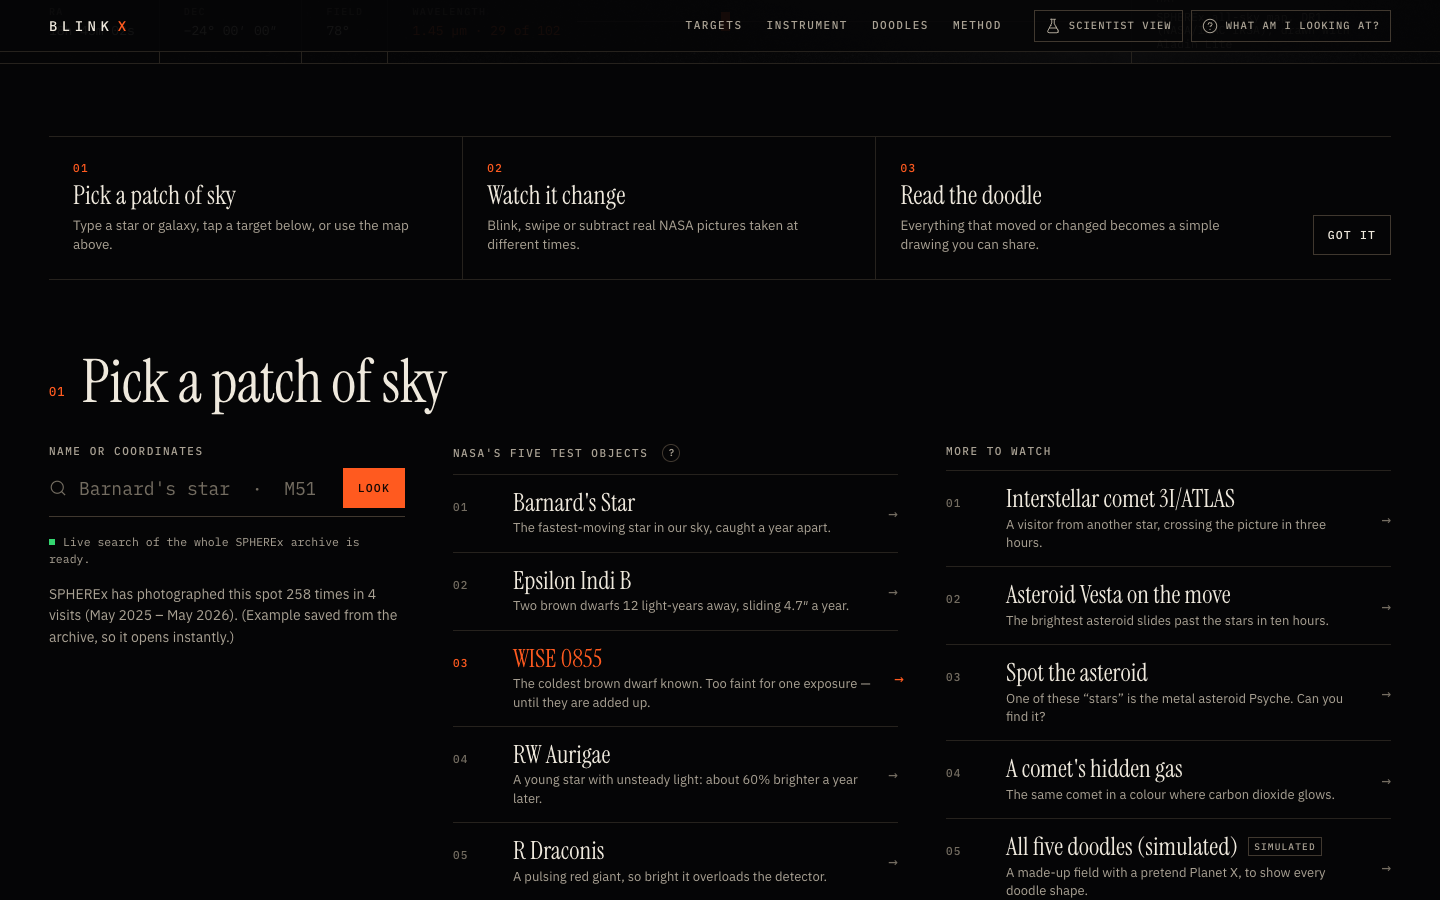 BLINK X
TARGETS
INSTRUMENT
DOODLES
METHOD
SCIENTIST VIEW
WHAT AM I LOOKING AT?
01
Pick a patch of sky
Type a star or galaxy, tap a target below, or use the map
above.
02
Watch it change
Blink, swipe or subtract real NASA pictures taken at
different times.
03
Read the doodle
Everything that moved or changed becomes a simple
drawing you can share.
GOT IT
01 Pick a patch of sky
NAME OR COORDINATES
Barnard's star · M51
LOOK
Live search of the whole SPHEREx archive is
ready.
SPHEREx has photographed this spot 258 times in 4
visits (May 2025 – May 2026). (Example saved from the
archive, so it opens instantly.)
NASA'S FIVE TEST OBJECTS ?
01
Barnard's Star
The fastest-moving star in our sky, caught a year apart.
→
02
Epsilon Indi B
Two brown dwarfs 12 light-years away, sliding 4.7″ a year.
→
03
WISE 0855
The coldest brown dwarf known. Too faint for one exposure —
until they are added up.
→
04
RW Aurigae
A young star with unsteady light: about 60% brighter a year
later.
→
05
R Draconis
A pulsing red giant, so bright it overloads the detector.
→
MORE TO WATCH
01
Interstellar comet 3I/ATLAS
A visitor from another star, crossing the picture in three
hours.
→
02
Asteroid Vesta on the move
The brightest asteroid slides past the stars in ten hours.
→
03
Spot the asteroid
One of these “stars” is the metal asteroid Psyche. Can you
find it?
→
04
A comet's hidden gas
The same comet in a colour where carbon dioxide glows.
→
05
All five doodles (simulated) SIMULATED
A made-up field with a pretend Planet X, to show every
doodle shape.
→